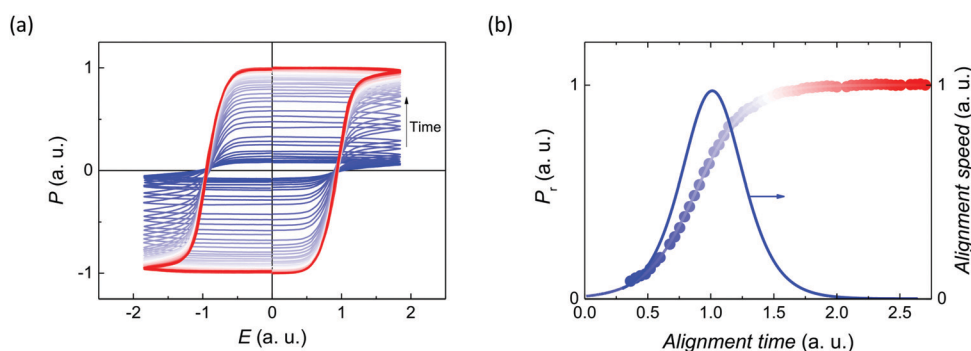 (a)
1
0
-1
P (a. u.)
Time
-2
-1
0
1
2
E (a. u.)
(b)
1
0
Pr (a. u.)
1
0
Alignment speed (a. u.)
0.0
0.5
1.0
1.5
2.0
2.5
Alignment time (a. u.)